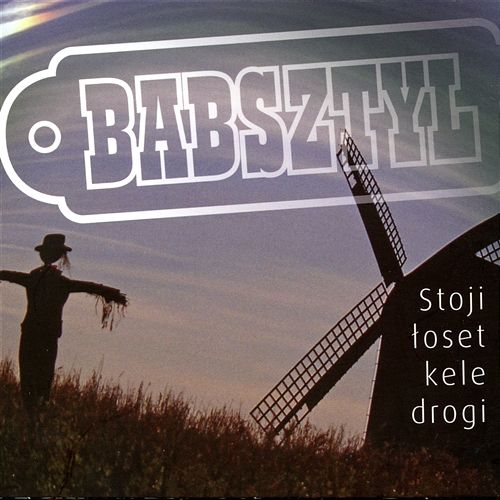 BABSZTYL
Stoji
łoset
kele
drogi